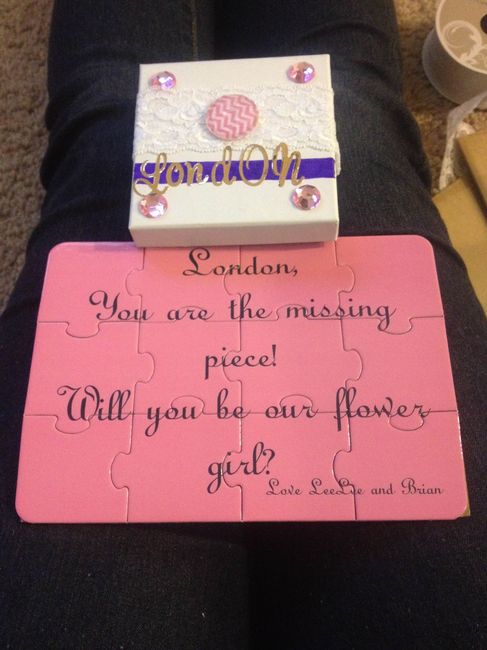 LondON
London,
You are the missing
piece!
Will you be our flower
girl?
Love LeeLee and Brian